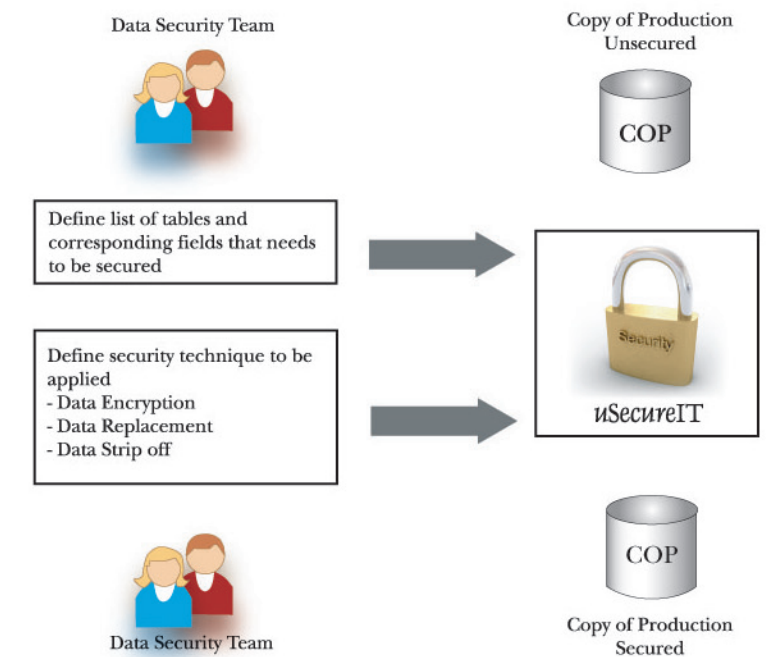 Data Security Team
Copy of Production
Unsecured
COP
Define list of tables and
corresponding fields that needs
to be secured
Define security technique to be
applied
- Data Encryption
- Data Replacement
- Data Strip off
Security
uSecureIT
COP
Data Security Team
Copy of Production
Secured